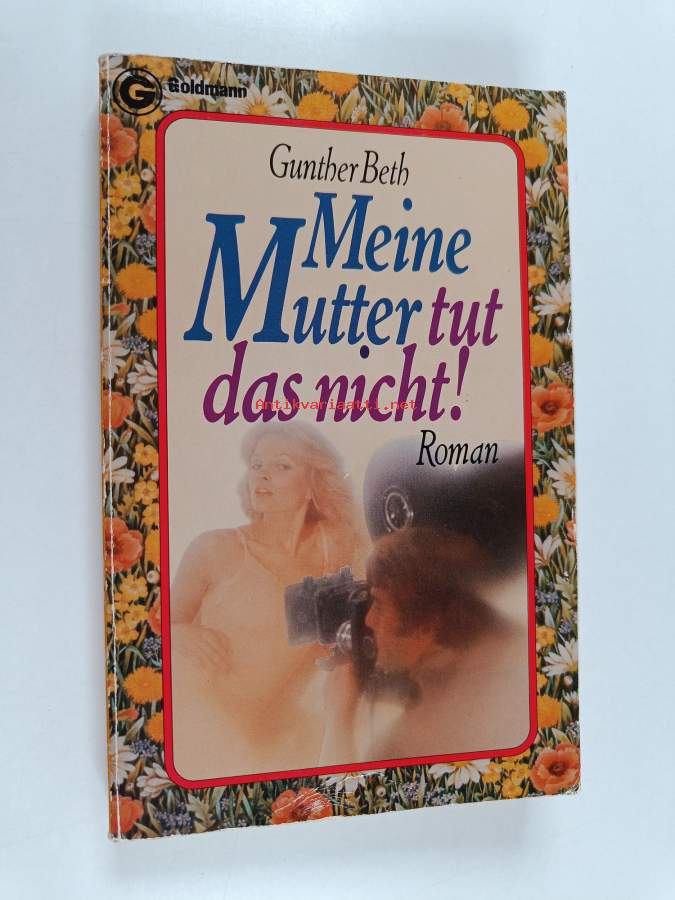 G Goldmann
Gunther Beth
Meine
Mutter tut
das nicht!
Antikvariaatti.net
Roman